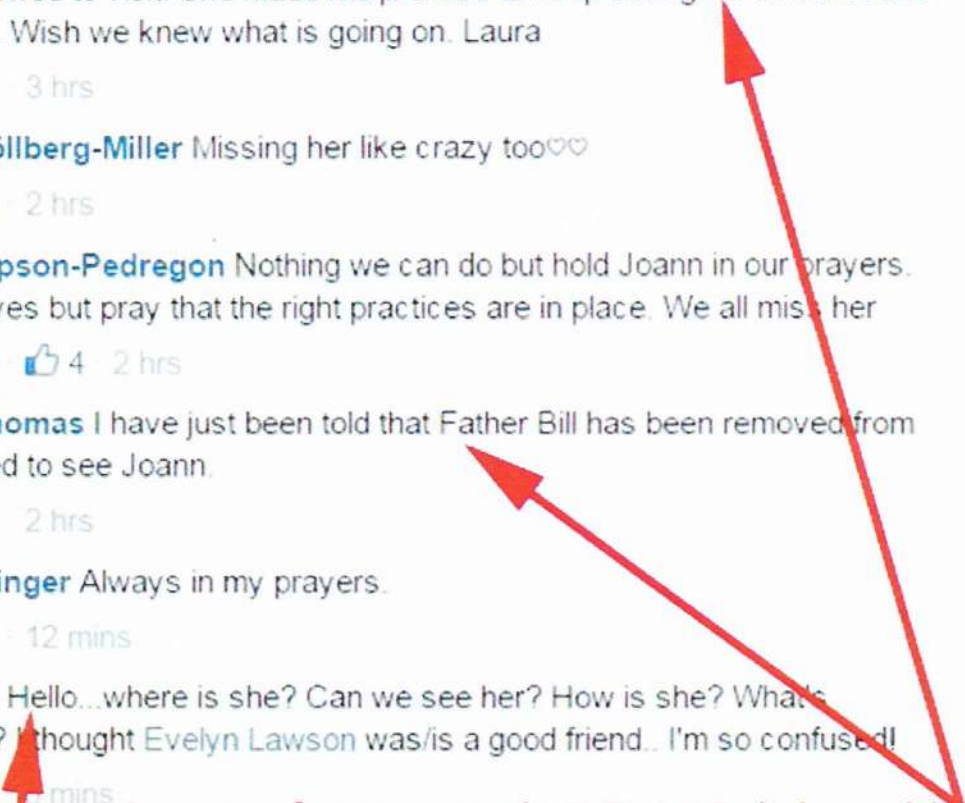 Wish we knew what is going on. Laura
3 hrs
llberg-Miller Missing her like crazy too♡♡
2 hrs
pson-Pedregon Nothing we can do but hold Joann in our prayers.
es but pray that the right practices are in place. We all miss her
4 2 hrs
omas I have just been told that Father Bill has been removed from
d to see Joann.
2 hrs
inger Always in my prayers.
12 mins
Hello...where is she? Can we see her? How is she? What's
? I thought Evelyn Lawson was/is a good friend.. I'm so confused!
mins